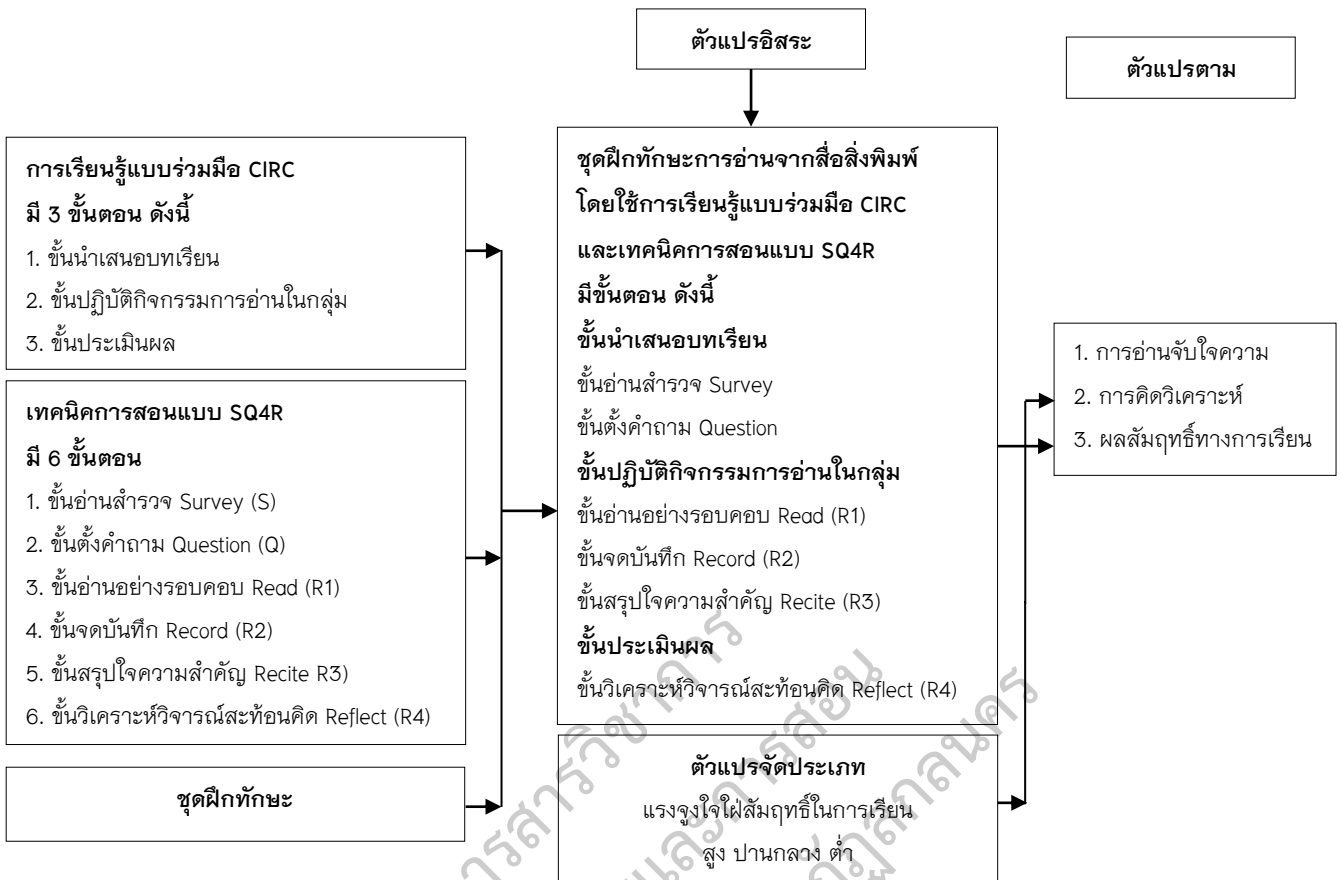 ตัวแปรอิสระ
ตัวแปรตาม
การเรียนรู้แบบร่วมมือ CIRC
มี 3 ขั้นตอน ดังนี้
1. ขั้นนำเสนอบทเรียน
2. ขั้นปฏิบัติกิจกรรมการอ่านในกลุ่ม
3. ขั้นประเมินผล
เทคนิคการสอนแบบ SQ4R
มี 6 ขั้นตอน
1. ขั้นอ่านสำรวจ Survey (S)
2. ขั้นตั้งคำถาม Question (Q)
3. ขั้นอ่านอย่างรอบคอบ Read (R1)
4. ขั้นจดบันทึก Record (R2)
5. ขั้นสรุปใจความสำคัญ Recite R3)
6. ขั้นวิเคราะห์วิจารณ์สะท้อนคิด Reflect (R4)
ชุดฝึกทักษะ
ชุดฝึกทักษะการอ่านจากสื่อสิ่งพิมพ์
โดยใช้การเรียนรู้แบบร่วมมือ CIRC
และเทคนิคการสอนแบบ SQ4R
มีขั้นตอน ดังนี้
ขั้นนำเสนอบทเรียน
ขั้นอ่านสำรวจ Survey
ขั้นตั้งคำถาม Question
ขั้นปฏิบัติกิจกรรมการอ่านในกลุ่ม
ขั้นอ่านอย่างรอบคอบ Read (R1)
ขั้นจดบันทึก Record (R2)
ขั้นสรุปใจความสำคัญ Recite (R3)
ขั้นประเมินผล
ขั้นวิเคราะห์วิจารณ์สะท้อนคิด Reflect (R4)
ตัวแปรจัดประเภท
แรงจูงใจใฝ่สัมฤทธิ์ในการเรียน
สูง ปานกลาง ต่ำ
1. การอ่านจับใจความ
2. การคิดวิเคราะห์
3. ผลสัมฤทธิ์ทางการเรียน